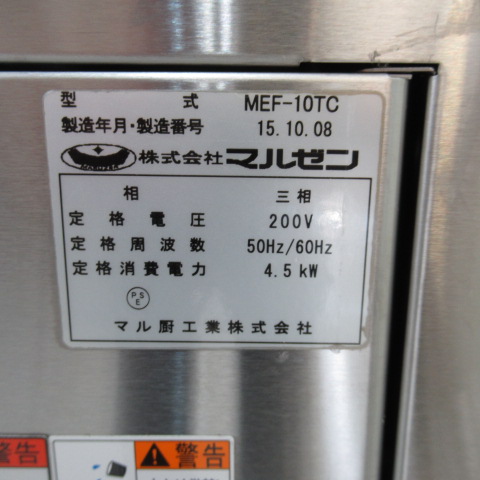 型式 MEF-10TC
製造年月・製造番号 15.10.08
株式会社マルゼン
相 三相
定格電圧 200V
定格周波数 50Hz/60Hz
定格消費電力 4.5kW
PSE
マル厨工業株式会社
警告
警告